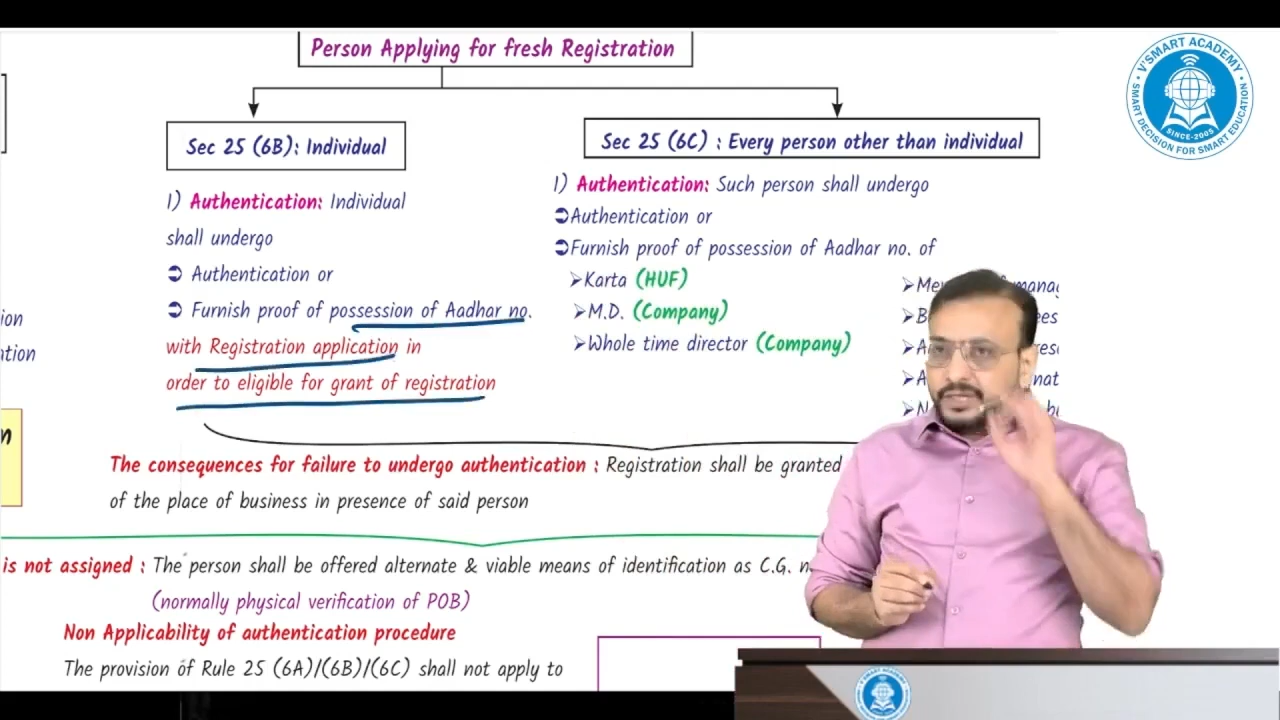 Person Applying for fresh Registration
Sec 25 (6B): Individual
1) Authentication: Individual
shall undergo
➲ Authentication or
➲ Furnish proof of possession of Aadhar no.
with Registration application in
order to eligible for grant of registration
Sec 25 (6C) : Every person other than individual
1) Authentication: Such person shall undergo
➲Authentication or
➲Furnish proof of possession of Aadhar no. of
➢Karta (HUF)
➢M.D. (Company)
➢Whole time director (Company)
The consequences for failure to undergo authentication : Registration shall be granted
of the place of business in presence of said person
is not assigned : The person shall be offered alternate & viable means of identification as C.G.
(normally physical verification of POB)
Non Applicability of authentication procedure
The provision of Rule 25 (6A)/(6B)/(6C) shall not apply to
V'SMART ACADEMY
SMART DECISION FOR SMART EDUCATION
SINCE-2005